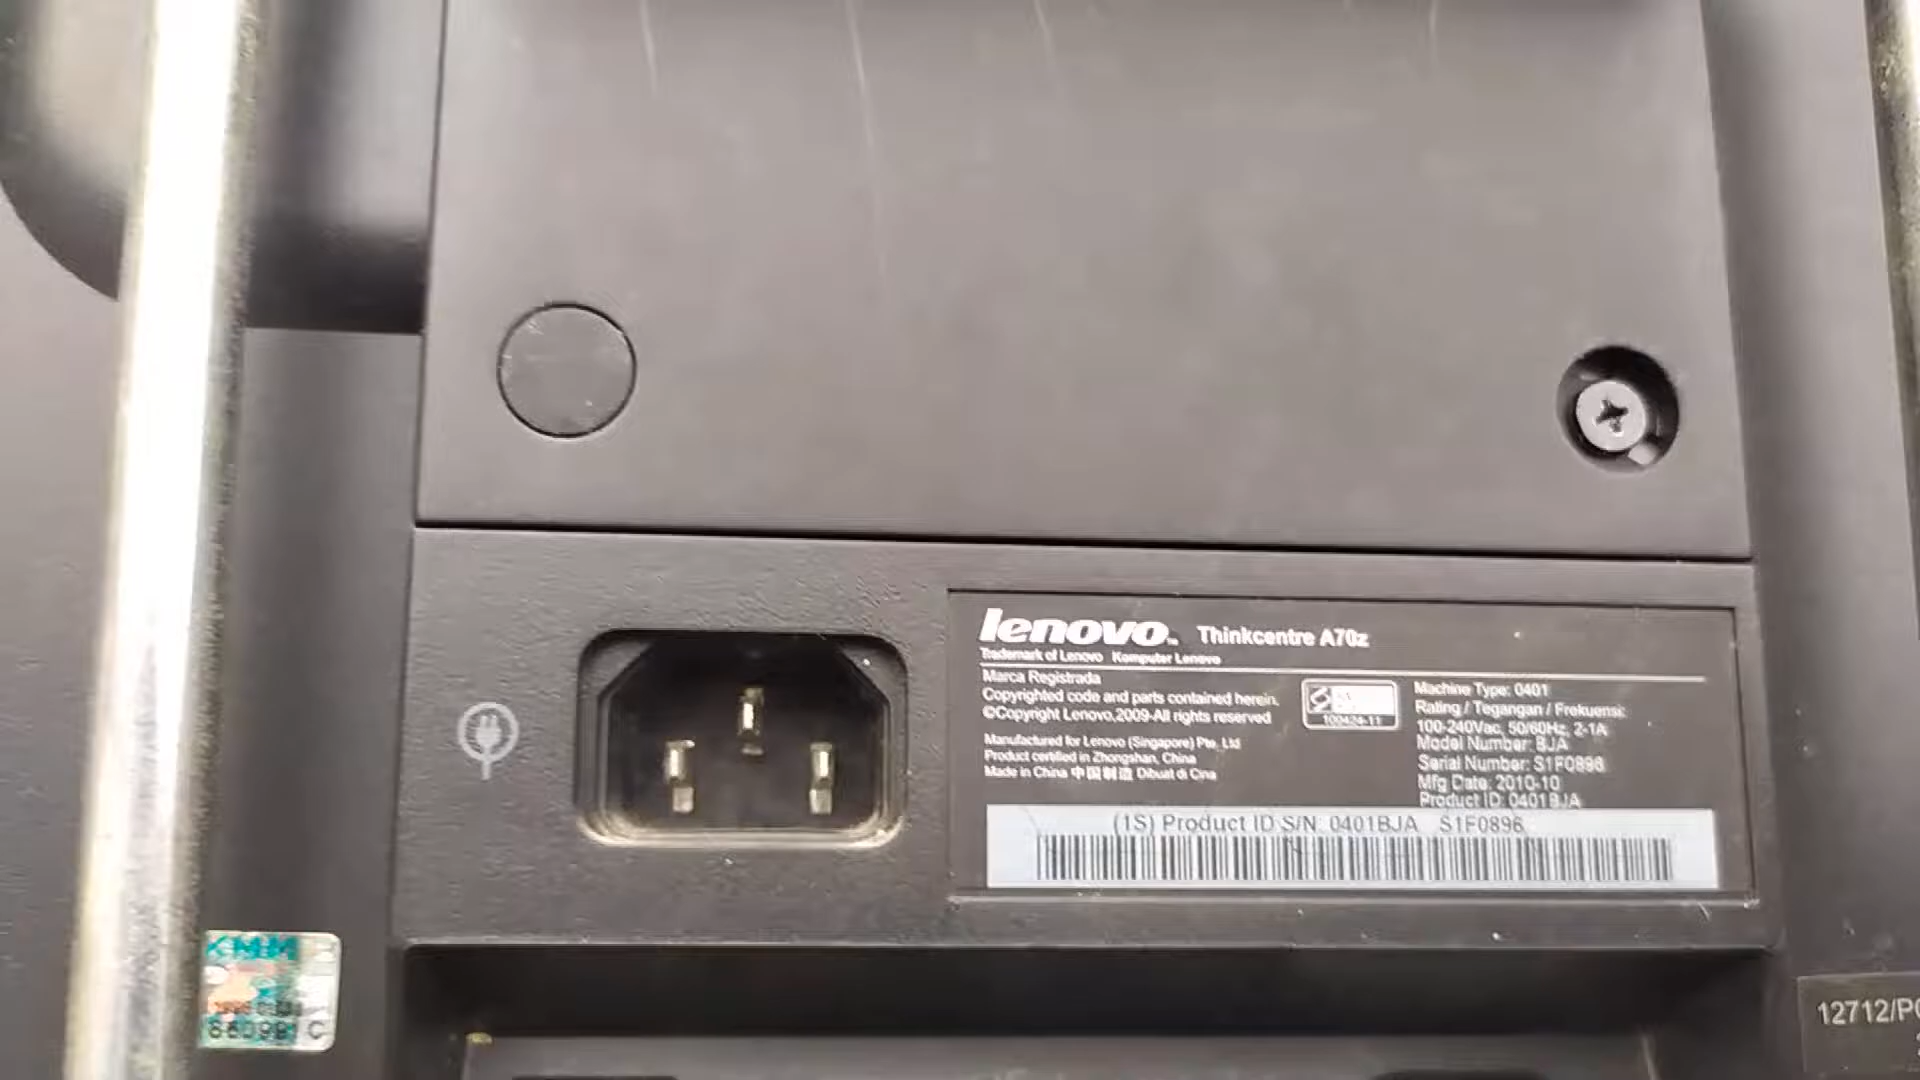 lenovo™ Thinkcentre A70z
Trademark of Lenovo Komputer Lenovo
Marca Registrada
Copyrighted code and parts contained herein.
©Copyright Lenovo,2009-All rights reserved
Manufactured for Lenovo (Singapore) Pte, Ltd
Product certified in Zhongshan, China
Made in China 中国制造 Dibuat di Cina
100424-11
Machine Type: 0401
Rating / Tegangan / Frekuensi:
100-240Vac, 50/60Hz, 2-1A
Model Number: BJA
Serial Number: S1F0896
Mfg Date: 2010-10
Product ID: 0401BJA
(1S) Product ID S/N: 0401BJA S1F0896
KMM
12712/P